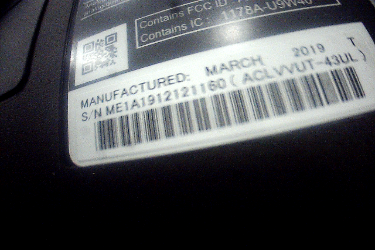 Contains FCC ID :
Contains IC : 1178A-U9W40
MANUFACTURED: MARCH 2019 T
S/N ME1A1912121160 ( ACLVVUT-43UL )